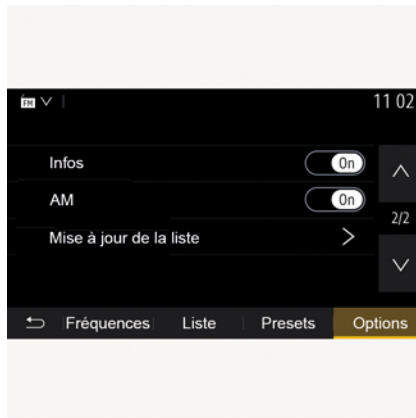 FM 11 02
Infos On
AM On
2/2
Mise à jour de la liste
Fréquences Liste Presets Options